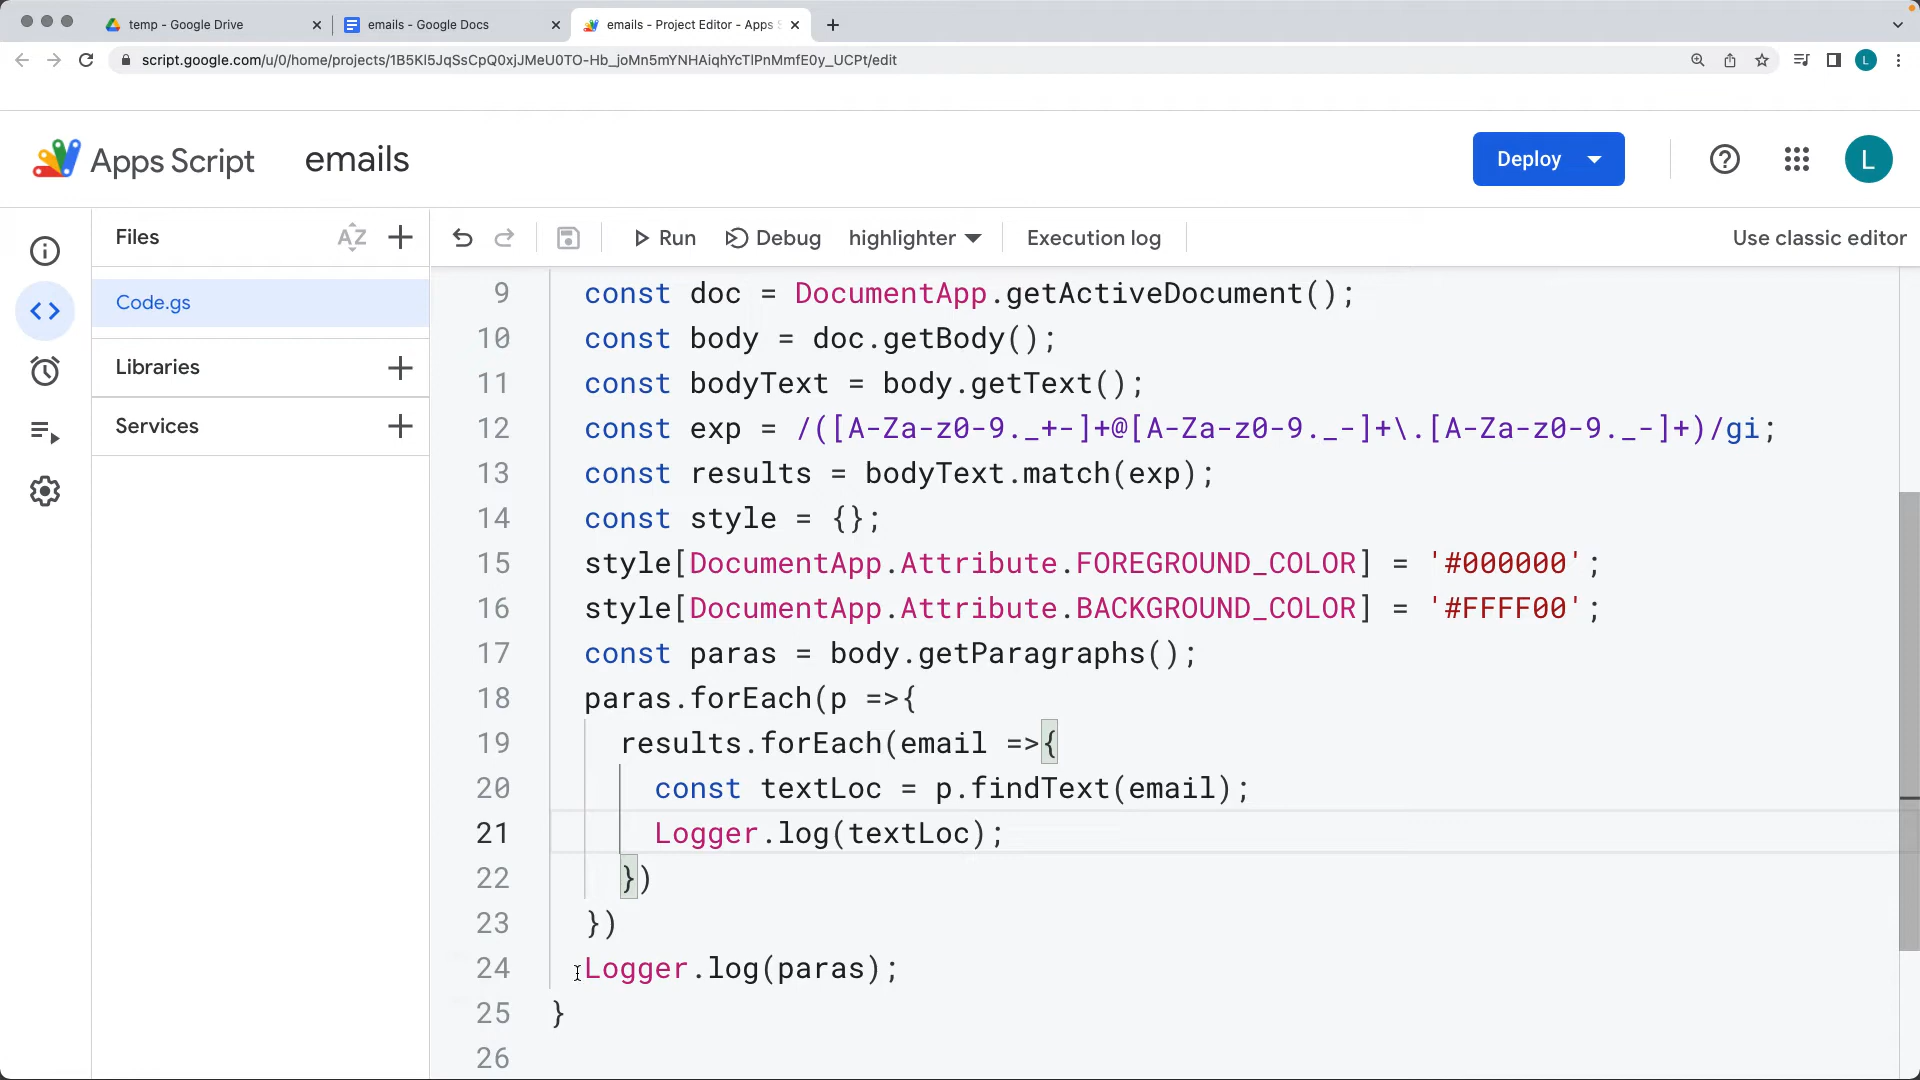 temp - Google Drive
emails - Google Docs
emails - Project Editor - Apps S
script.google.com/u/0/home/projects/1B5Kl5JqSsCpQ0xjJMeU0TO-Hb_joMn5mYNHAiqhYcTlPnMmfE0y_UCPt/edit
L
Apps Script
emails
Deploy
L
Files
AZ
Run
Debug
highlighter
Execution log
Use classic editor
Code.gs
Libraries
Services
9 const doc = DocumentApp.getActiveDocument();
10 const body = doc.getBody();
11 const bodyText = body.getText();
12 const exp = /([A-Za-z0-9._+-]+@[A-Za-z0-9._-]+\.[A-Za-z0-9._-]+)/gi;
13 const results = bodyText.match(exp);
14 const style = {};
15 style[DocumentApp.Attribute.FOREGROUND_COLOR] = '#000000';
16 style[DocumentApp.Attribute.BACKGROUND_COLOR] = '#FFFF00';
17 const paras = body.getParagraphs();
18 paras.forEach(p =>{
19 results.forEach(email =>{
20 const textLoc = p.findText(email);
21 Logger.log(textLoc);
22 })
23 })
24 Logger.log(paras);
25 }
26